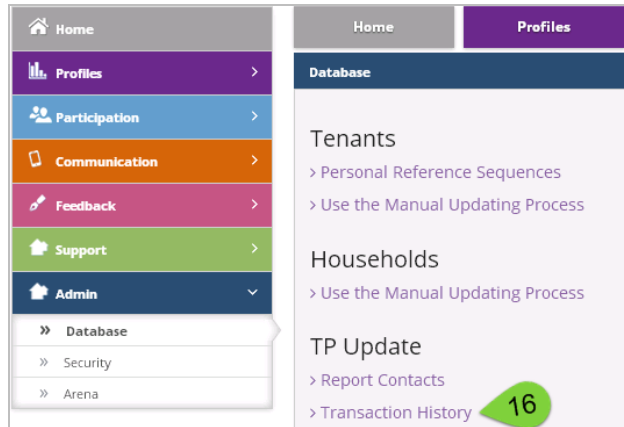 Home
Profiles
Participation
Communication
Feedback
Support
Admin
» Database
» Security
» Arena
Home
Profiles
Database
Tenants
> Personal Reference Sequences
> Use the Manual Updating Process
Households
> Use the Manual Updating Process
TP Update
> Report Contacts
> Transaction History
16